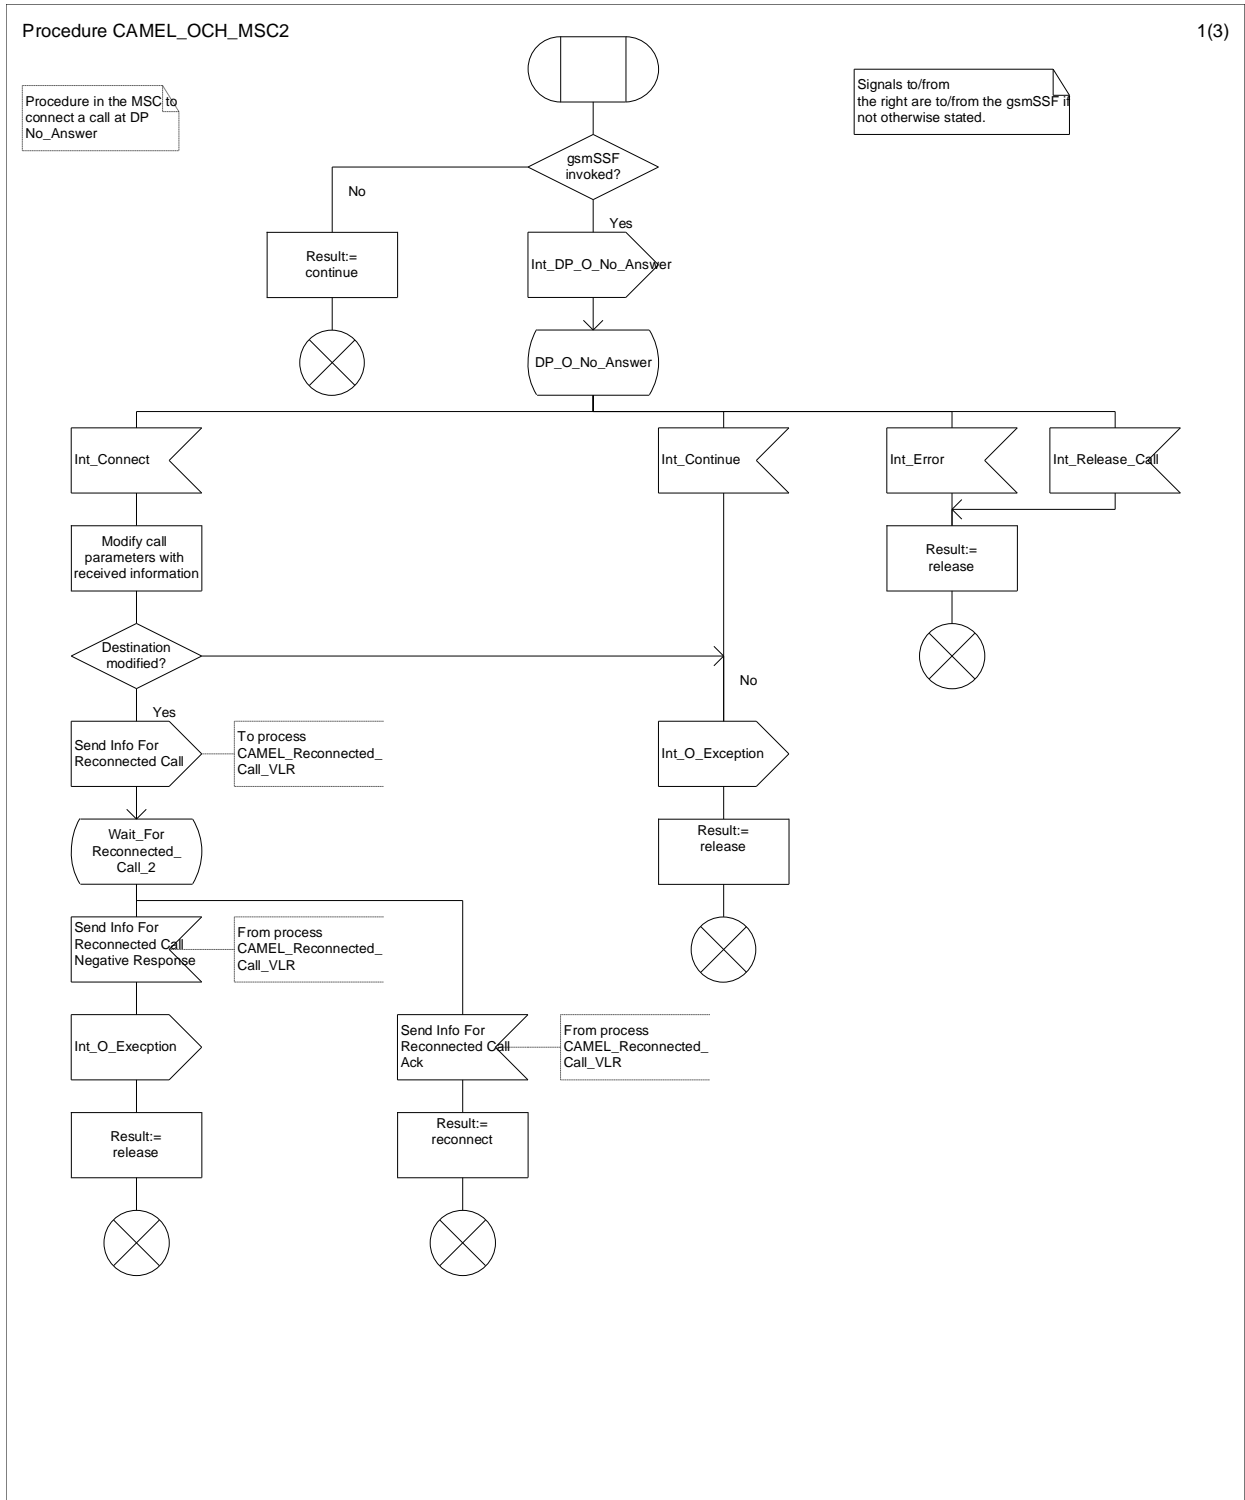 Procedure CAMEL_OCH_MSC2
1(3)
Procedure in the MSC to
connect a call at DP
No_Answer
Signals to/from
the right are to/from the gsmSSF if
not otherwise stated.
gsmSSF
invoked?
No
Yes
Result:=
continue
Int_DP_O_No_Answer
DP_O_No_Answer
Int_Connect
Int_Continue
Int_Error
Int_Release_Call
Modify call
parameters with
received information
Result:=
release
Destination
modified?
No
Yes
Send Info For
Reconnected Call
To process
CAMEL_Reconnected_
Call_VLR
Int_O_Exception
Wait_For
Reconnected_
Call_2
Result:=
release
Send Info For
Reconnected Call
Negative Response
From process
CAMEL_Reconnected_
Call_VLR
Int_O_Execption
Send Info For
Reconnected Call
Ack
From process
CAMEL_Reconnected_
Call_VLR
Result:=
release
Result:=
reconnect